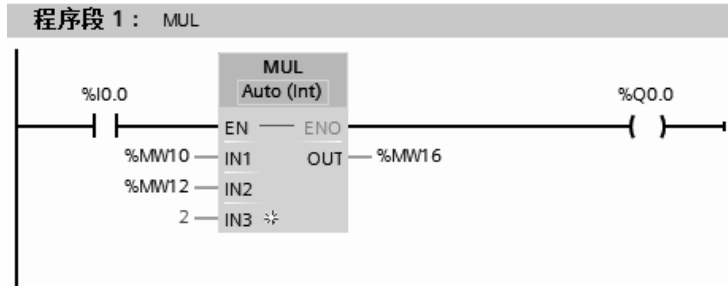 程序段 1： MUL
MUL
Auto (Int)
%I0.0
%Q0.0
EN ENO
%MW10 IN1 OUT %MW16
%MW12 IN2
2 IN3